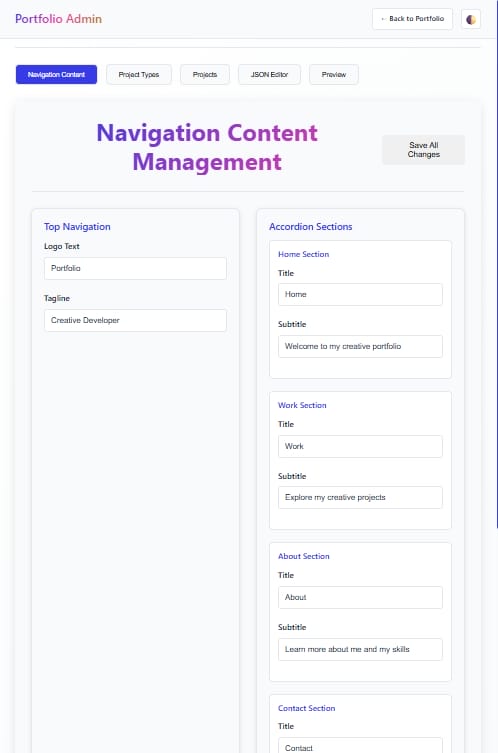 Portfolio Admin
← Back to Portfolio
Navigation Content
Project Types
Projects
JSON Editor
Preview
Navigation Content
Management
Save All
Changes
Top Navigation
Logo Text
Portfolio
Tagline
Creative Developer
Accordion Sections
Home Section
Title
Home
Subtitle
Welcome to my creative portfolio
Work Section
Title
Work
Subtitle
Explore my creative projects
About Section
Title
About
Subtitle
Learn more about me and my skills
Contact Section
Title
Contact